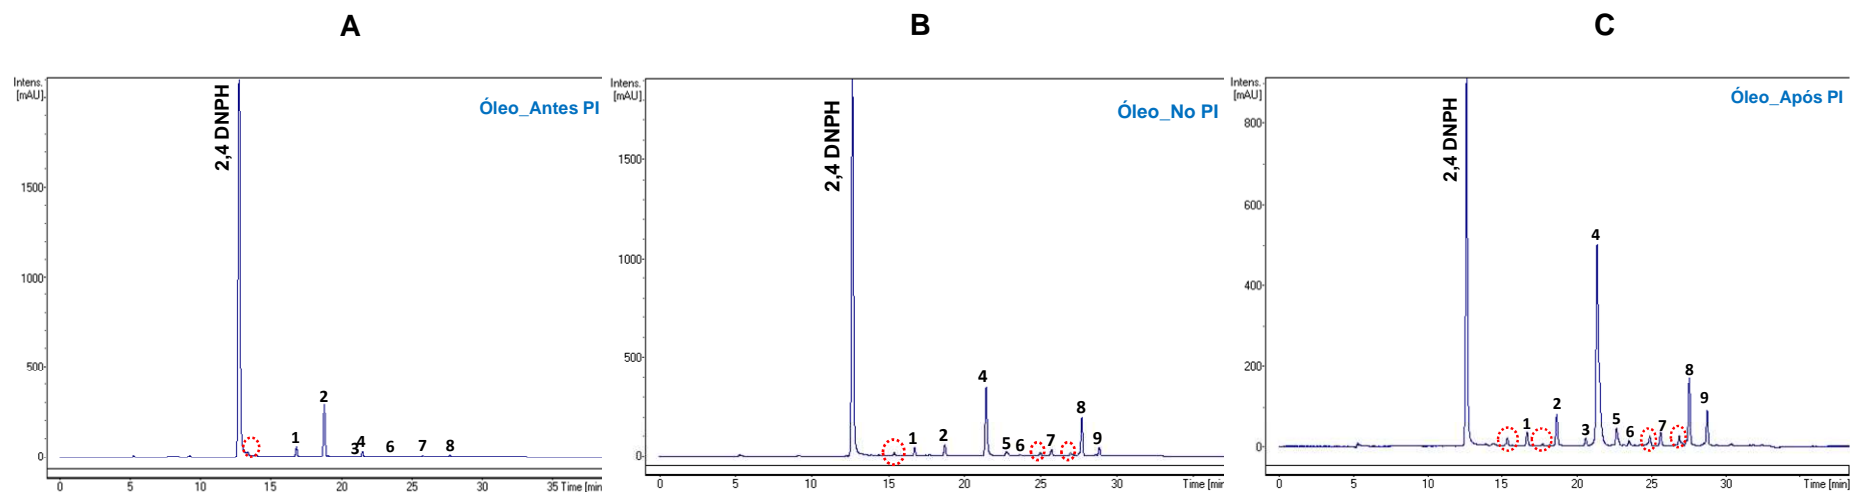 A
Intens.
[mAU]
2,4 DNPH
Óleo_Antes PI
1500
1000
500
0
1
2
3
4
6
7
8
0 5 10 15 20 25 30 35 Time [min
B
Intens.
[mAU]
2,4 DNPH
Óleo_No PI
1500
1000
500
0
1
2
4
5
6
7
8
9
0 5 10 15 20 25 30 Time [min
C
Intens.
[mAU]
2,4 DNPH
Óleo_Após PI
800
600
400
200
0
1
2
3
4
5
6
7
8
9
0 5 10 15 20 25 30 Time [min]